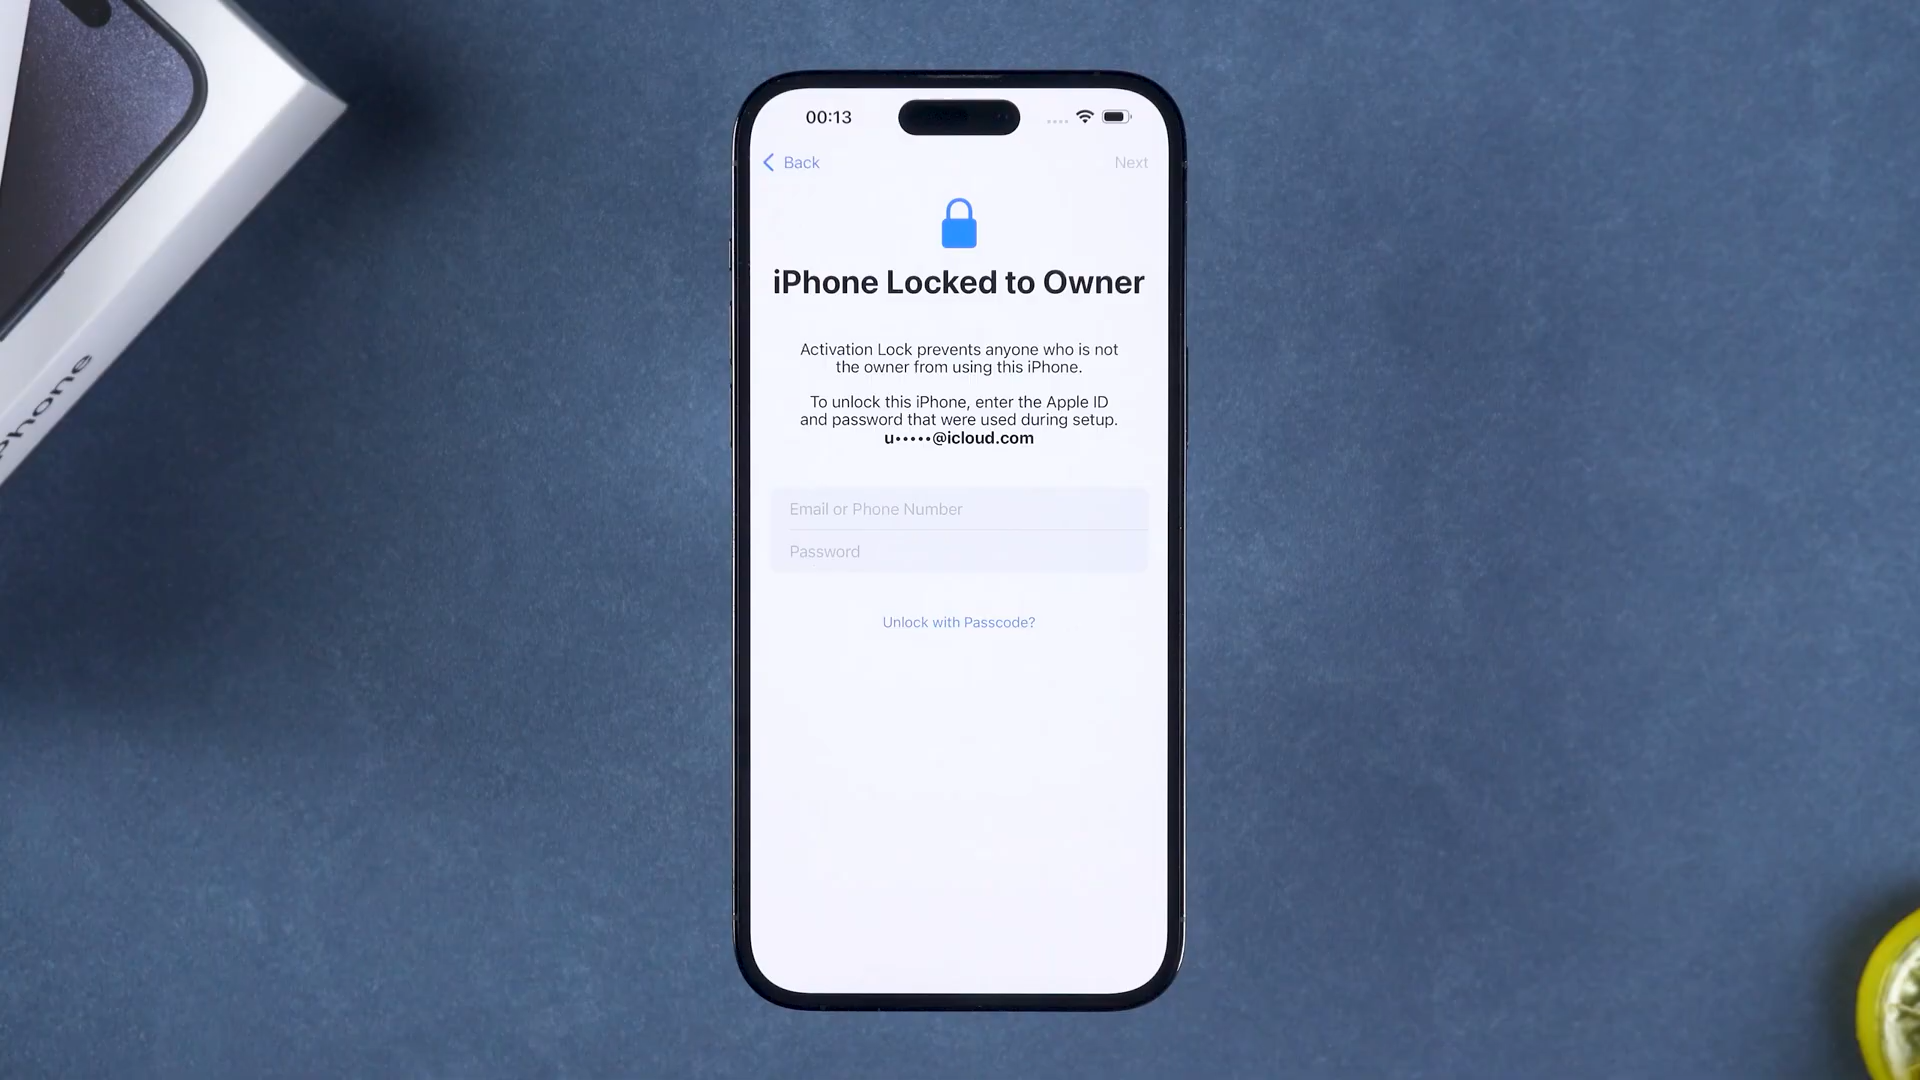 00:13
Back
Next
iPhone Locked to Owner
Activation Lock prevents anyone who is not
the owner from using this iPhone.
To unlock this iPhone, enter the Apple ID
and password that were used during setup.
u•••••@icloud.com
Email or Phone Number
Password
Unlock with Passcode?
iPhone